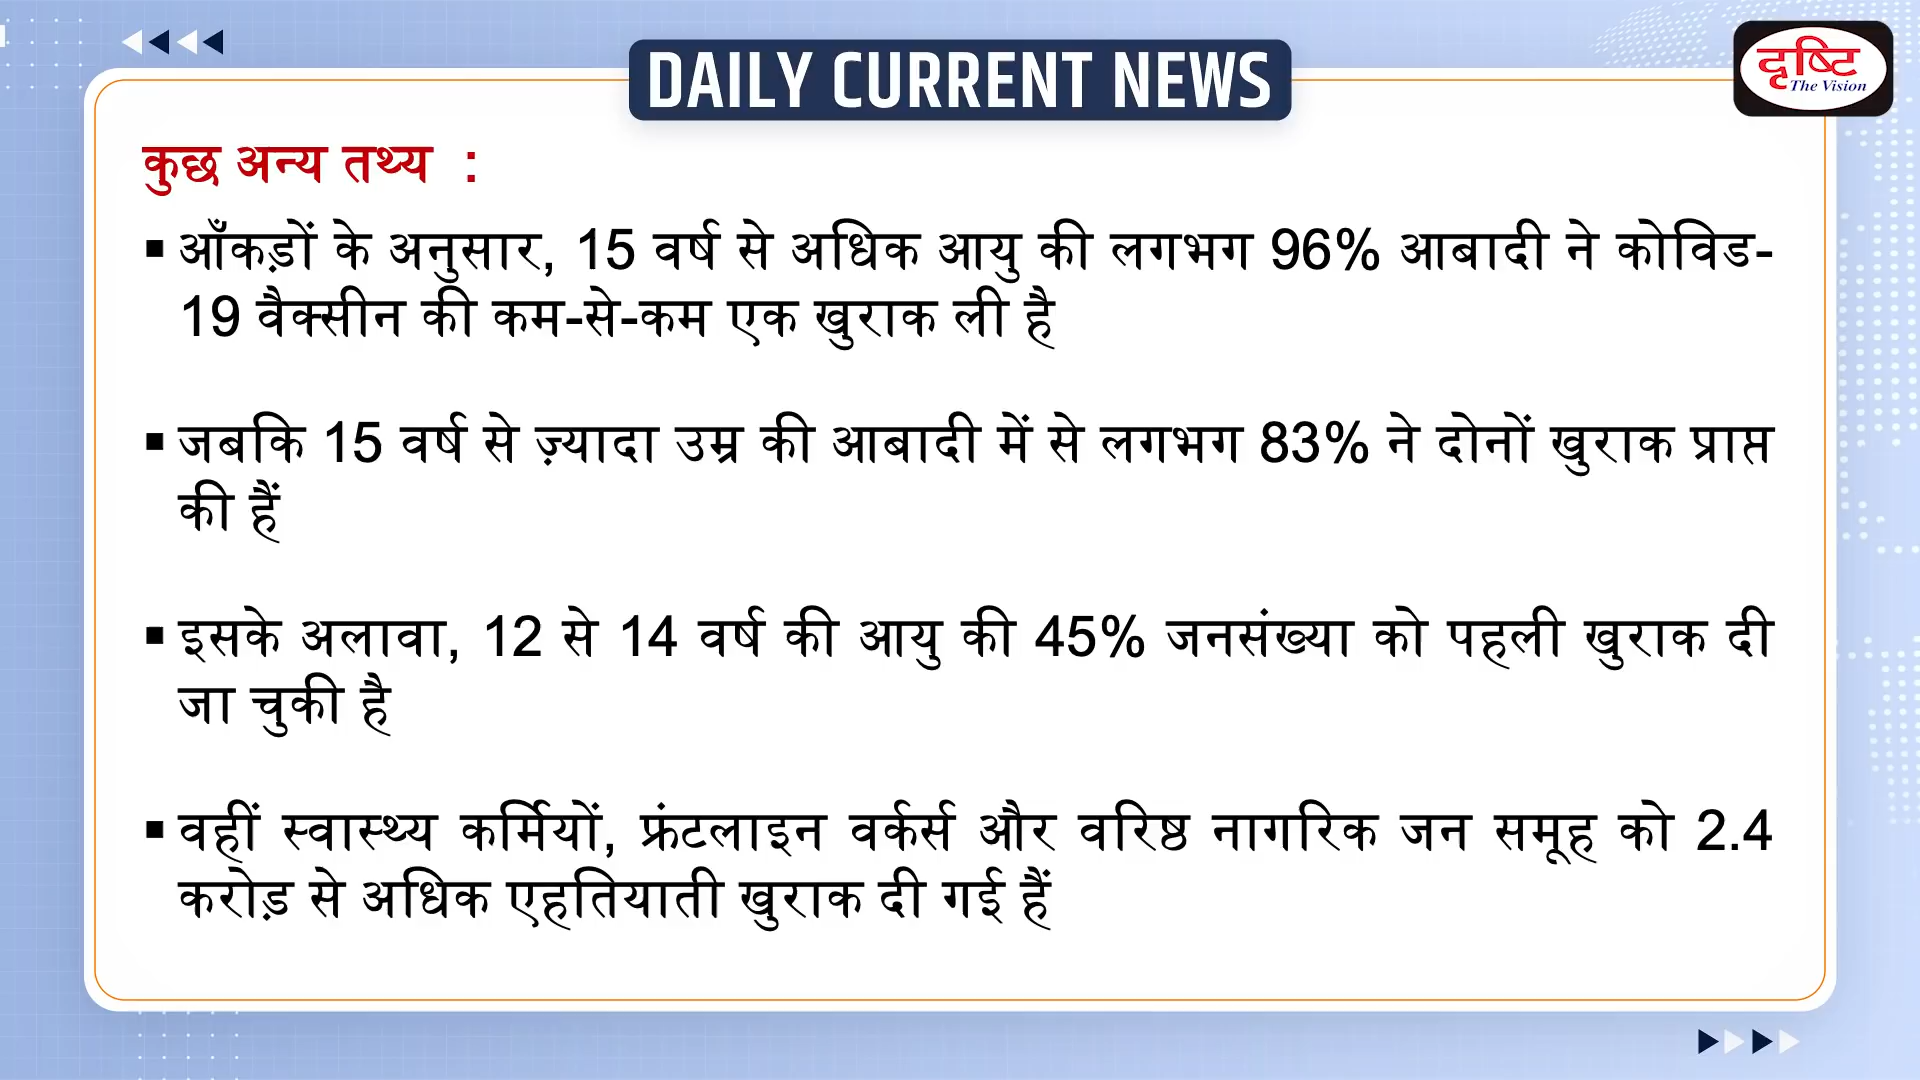 DAILY CURRENT NEWS
दृष्टि
The Vision
कुछ अन्य तथ्य :
▪ आँकड़ों के अनुसार, 15 वर्ष से अधिक आयु की लगभग 96% आबादी ने कोविड-
19 वैक्सीन की कम-से-कम एक खुराक ली है
▪ जबकि 15 वर्ष से ज़्यादा उम्र की आबादी में से लगभग 83% ने दोनों खुराक प्राप्त
की हैं
▪ इसके अलावा, 12 से 14 वर्ष की आयु की 45% जनसंख्या को पहली खुराक दी
जा चुकी है
▪ वहीं स्वास्थ्य कर्मियों, फ्रंटलाइन वर्कर्स और वरिष्ठ नागरिक जन समूह को 2.4
करोड़ से अधिक एहतियाती खुराक दी गई हैं